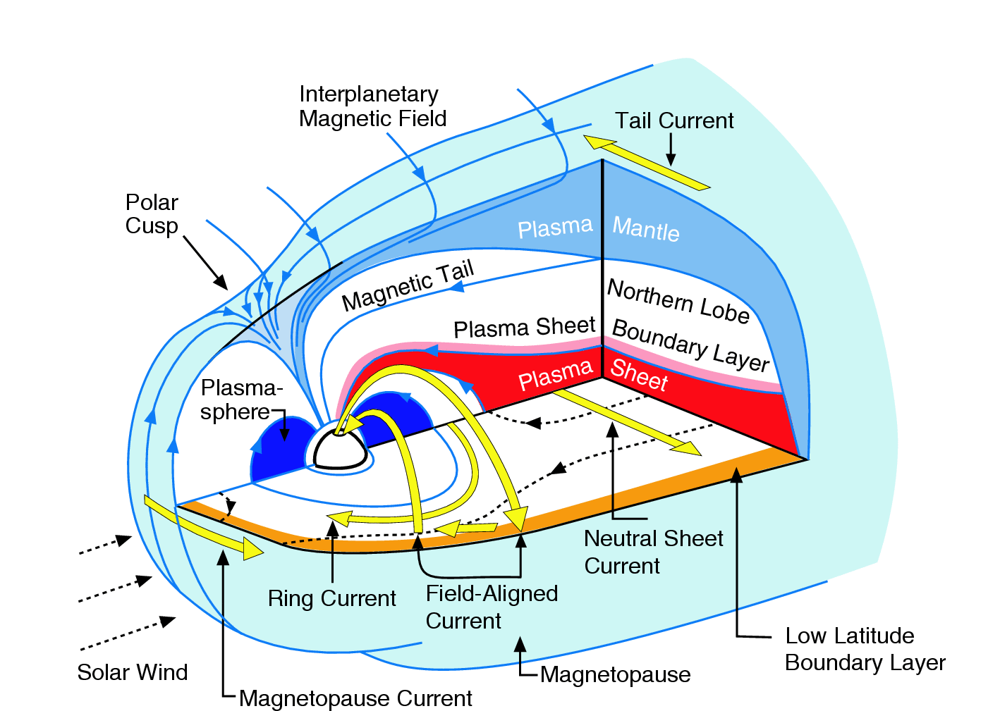 Interplanetary
Magnetic Field
Tail Current
Polar
Cusp
Plasma Mantle
Magnetic Tail
Northern Lobe
Plasma Sheet
Boundary Layer
Plasma Sheet
Plasma-
sphere
Neutral Sheet
Current
Ring Current
Field-Aligned
Current
Low Latitude
Boundary Layer
Solar Wind
Magnetopause
Magnetopause Current